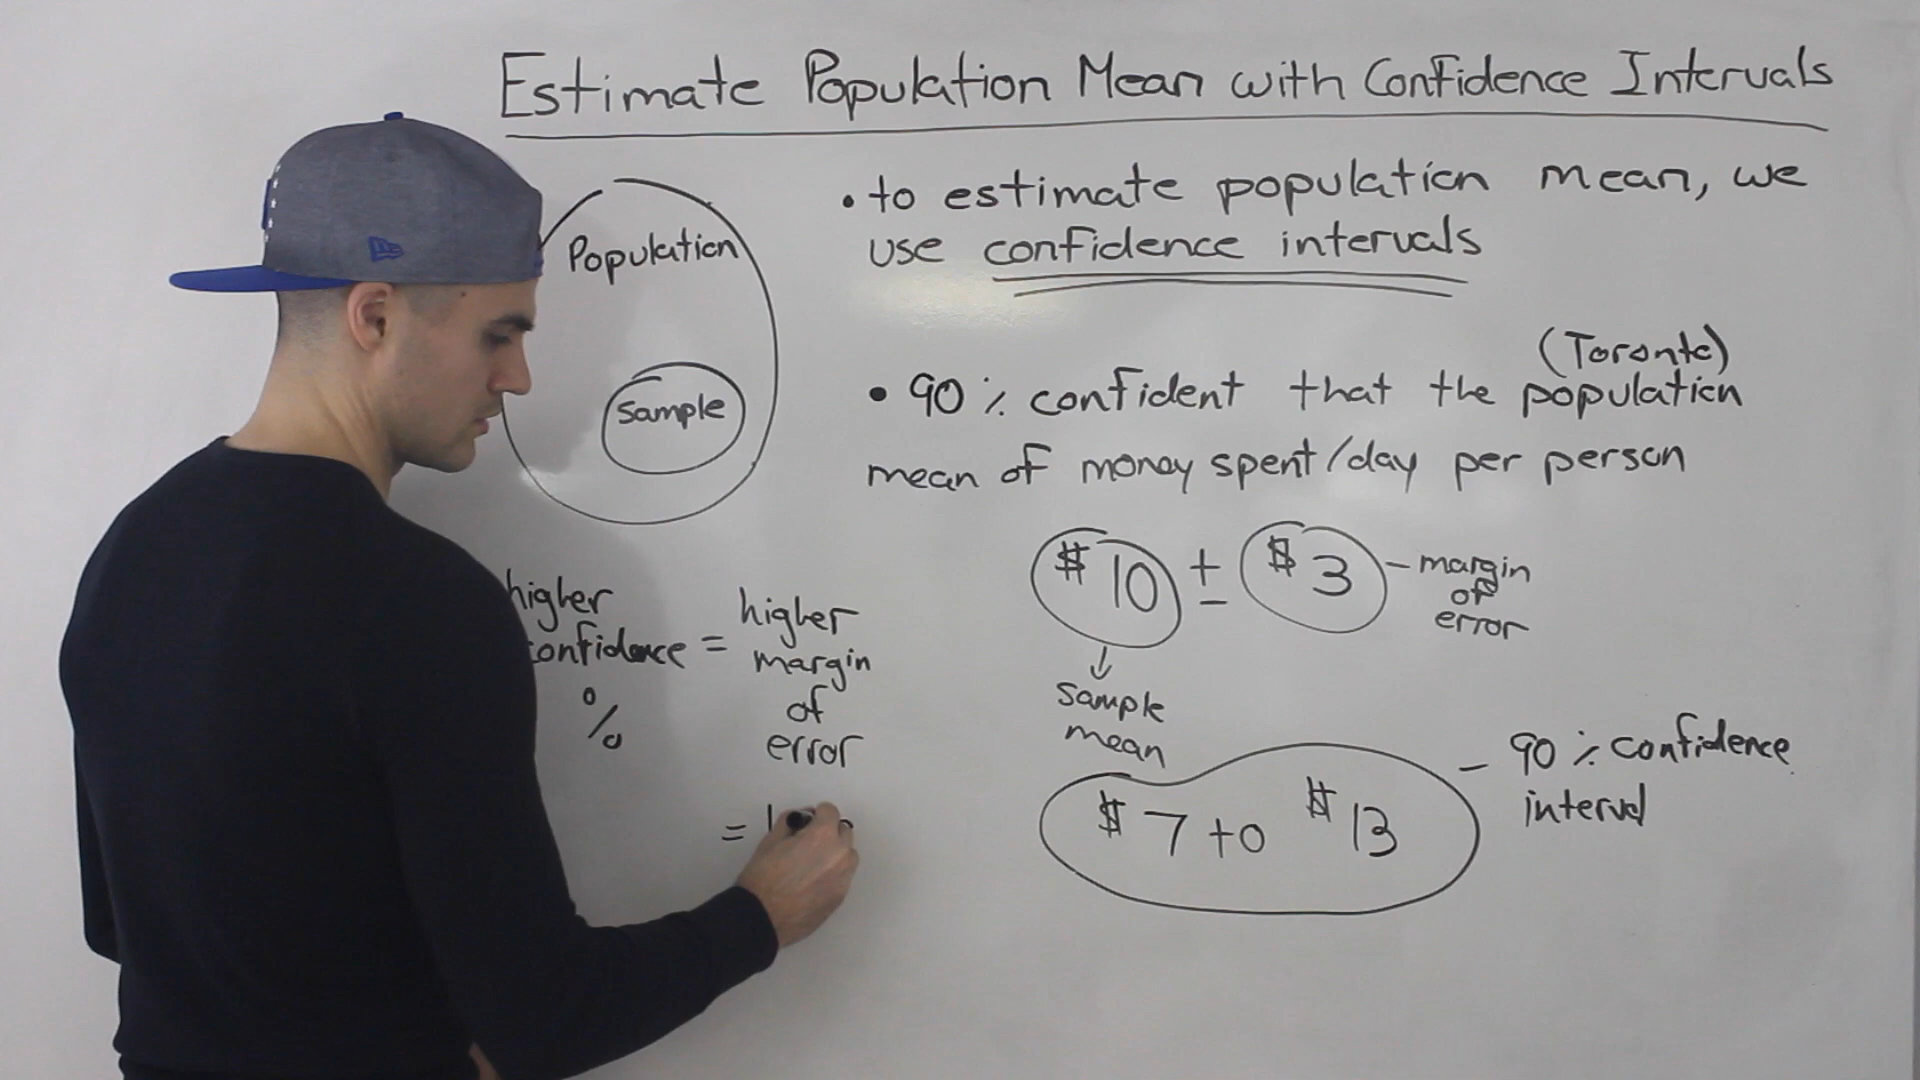 Estimate Population Mean with Confidence Intervals
Population
Sample
• to estimate population mean, we
use confidence intervals
(Toronto)
• 90 % confident that the population
mean of money spent/day per person
$10 ± $3 – margin
of
error
sample
mean
$7 to $13
– 90 % confidence
interval
higher
confidence =
%
higher
margin
of
error
=